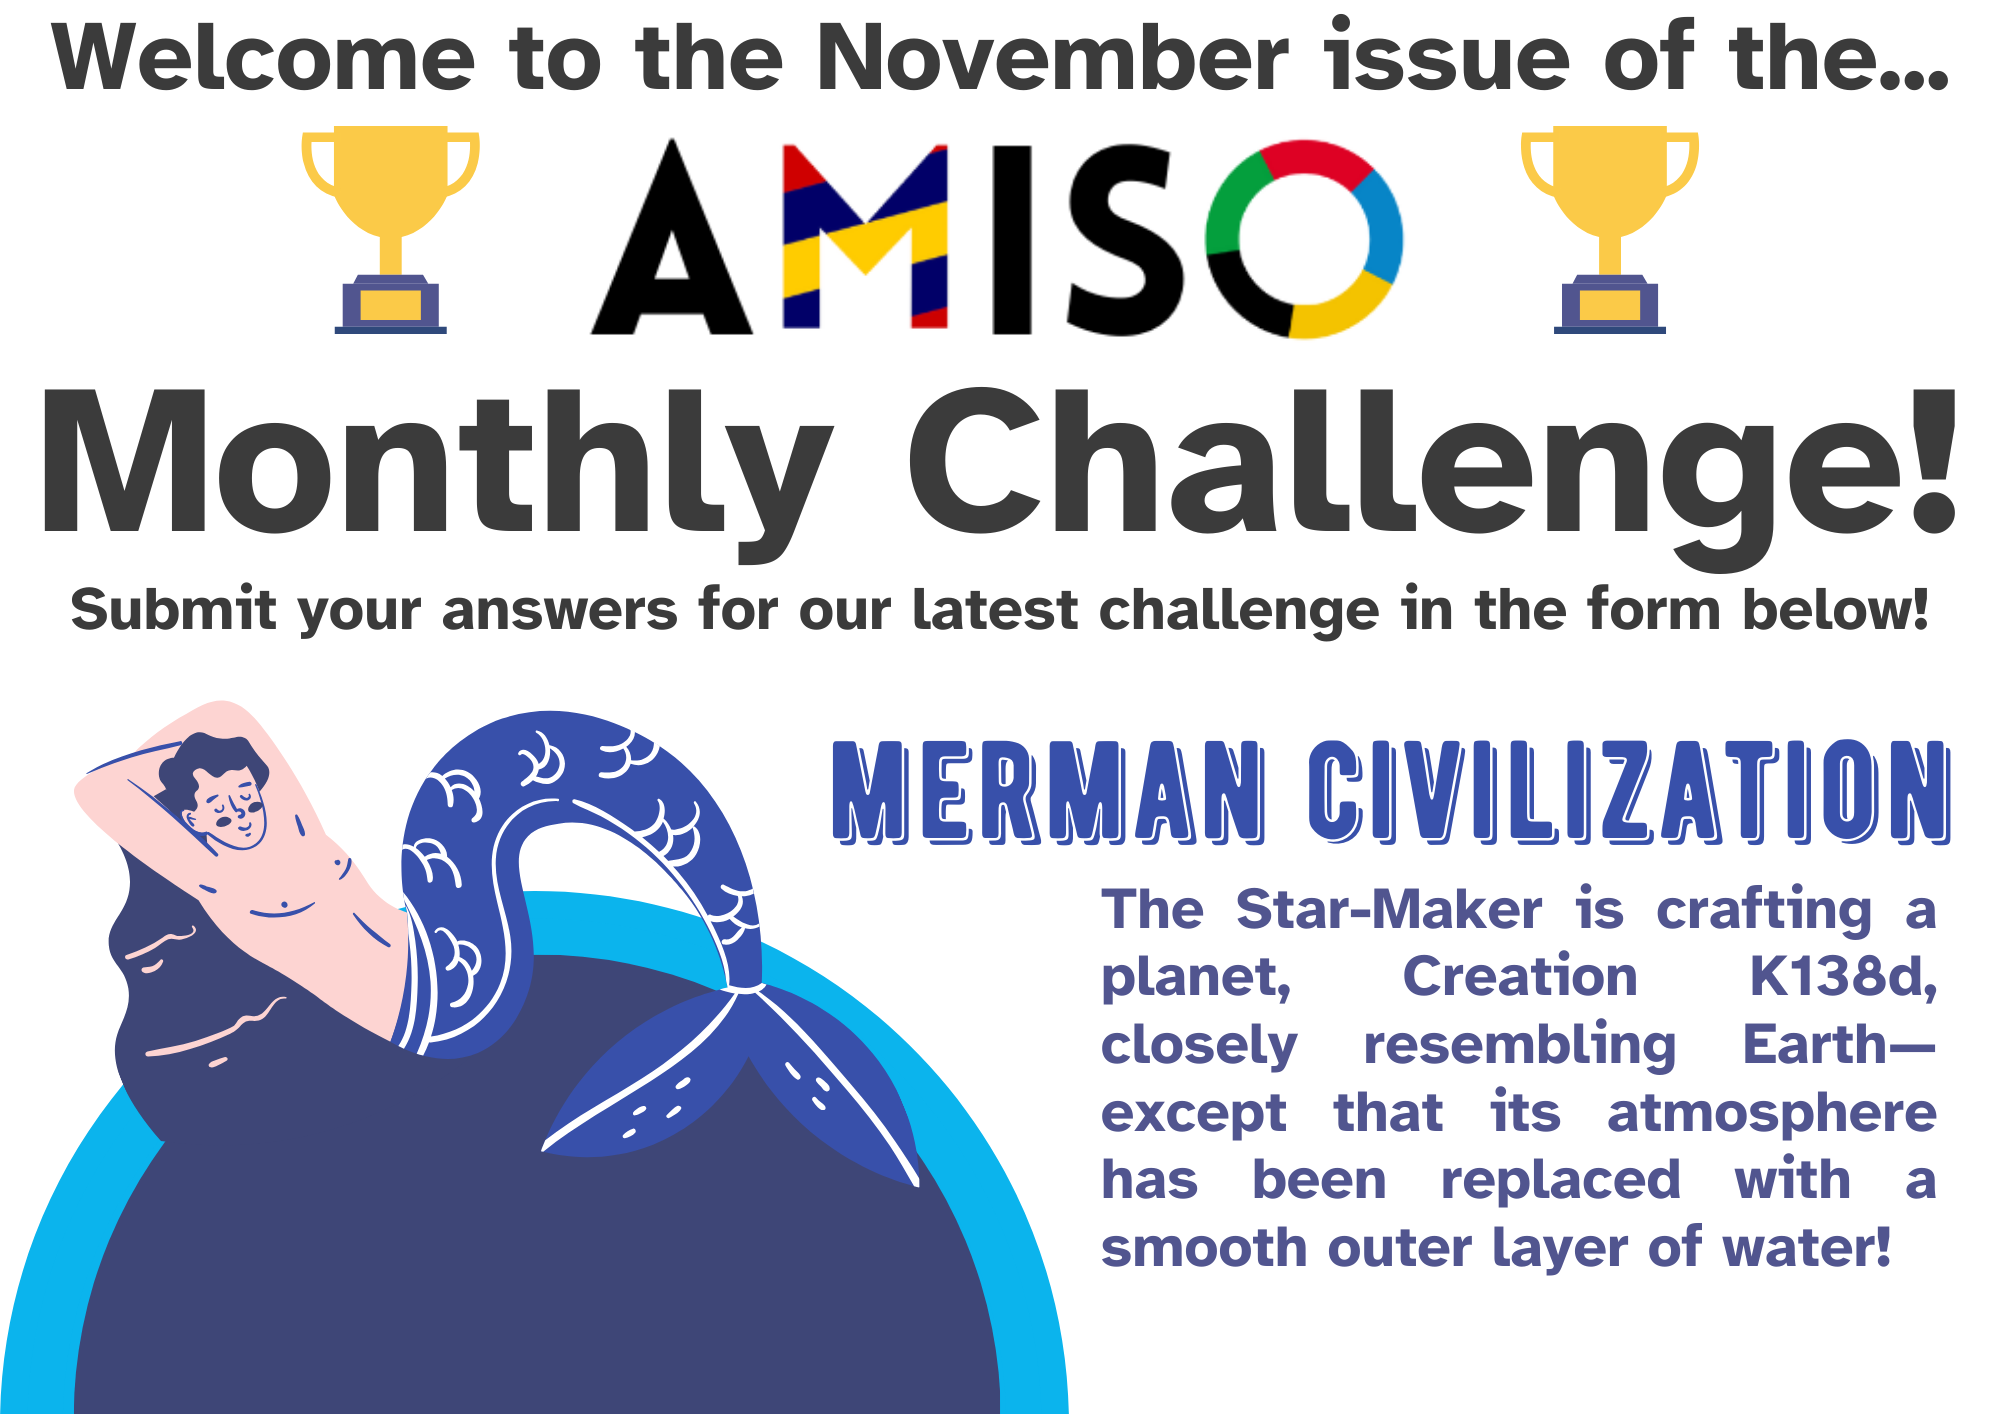 Welcome to the November issue of the...
AMISO
Monthly Challenge!
Submit your answers for our latest challenge in the form below!
MERMAN CIVILIZATION
The Star-Maker is crafting a
planet, Creation K138d,
closely resembling Earth—
except that its atmosphere
has been replaced with a
smooth outer layer of water!